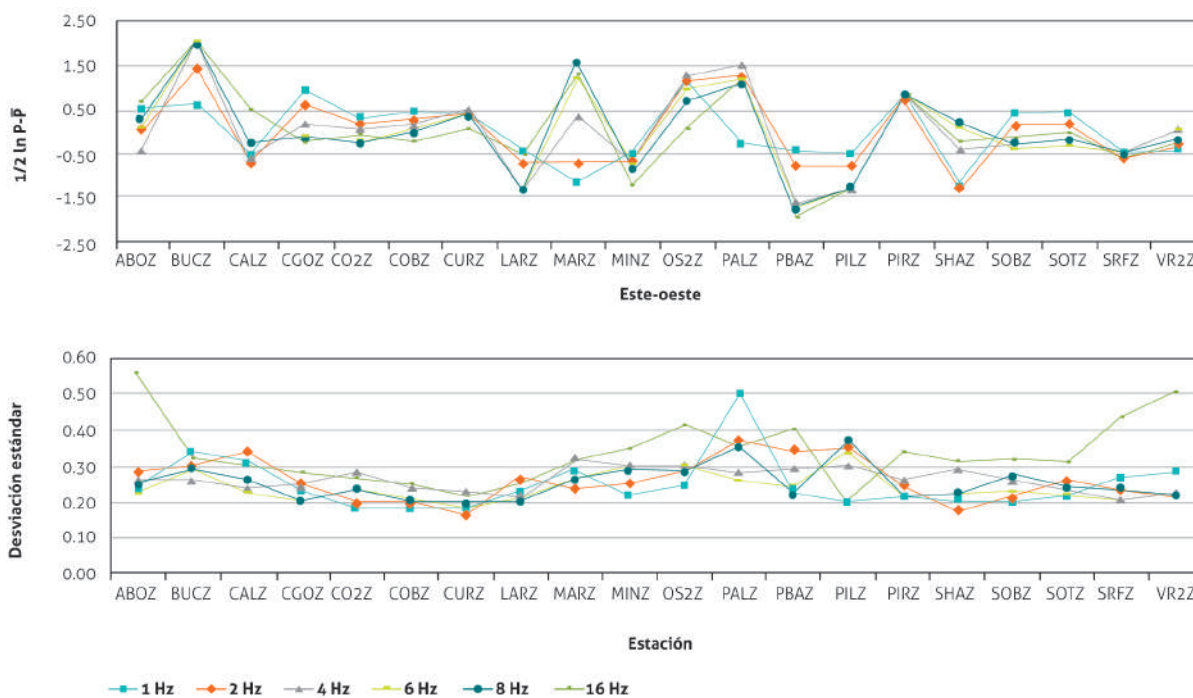 2.50
1.50
0.50
-0.50
-1.50
-2.50
1/2 ln P-P̅
ABOZ BUCZ CALZ CGOZ CO2Z COBZ CURZ LARZ MARZ MINZ OS2Z PALZ PBAZ PILZ PIRZ SHAZ SOBZ SOTZ SRFZ VR2Z
Este-oeste
0.60
0.50
0.40
0.30
0.20
0.10
0.00
Desviación estándar
ABOZ BUCZ CALZ CGOZ CO2Z COBZ CURZ LARZ MARZ MINZ OS2Z PALZ PBAZ PILZ PIRZ SHAZ SOBZ SOTZ SRFZ VR2Z
Estación
1 Hz 2 Hz 4 Hz 6 Hz 8 Hz 16 Hz